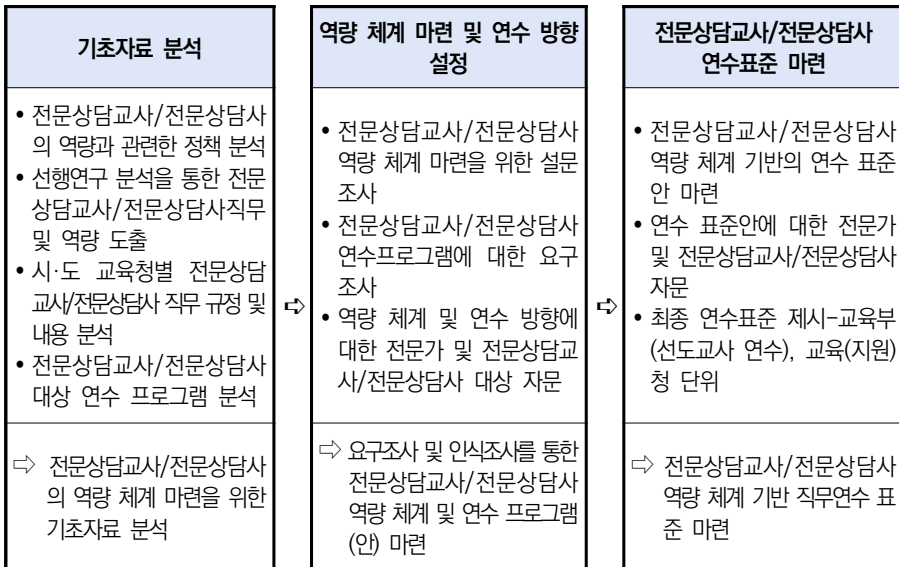 기초자료 분석
• 전문상담교사/전문상담사
의 역량과 관련한 정책 분석
• 선행연구 분석을 통한 전문
상담교사/전문상담사직무
및 역량 도출
• 시·도 교육청별 전문상담
교사/전문상담사 직무 규정 및
내용 분석
• 전문상담교사/전문상담사
대상 연수 프로그램 분석
⇨ 전문상담교사/전문상담사
의 역량 체계 마련을 위한
기초자료 분석
➪
역량 체계 마련 및 연수 방향
설정
• 전문상담교사/전문상담사
역량 체계 마련을 위한 설문
조사
• 전문상담교사/전문상담사
연수프로그램에 대한 요구
조사
• 역량 체계 및 연수 방향에
대한 전문가 및 전문상담교
사/전문상담사 대상 자문
⇨ 요구조사 및 인식조사를 통한
전문상담교사/전문상담사
역량 체계 및 연수 프로그램
(안) 마련
➪
전문상담교사/전문상담사
연수표준 마련
• 전문상담교사/전문상담사
역량 체계 기반의 연수 표준
안 마련
• 연수 표준안에 대한 전문가
및 전문상담교사/전문상담사
자문
• 최종 연수표준 제시-교육부
(선도교사 연수), 교육(지원)
청 단위
⇨ 전문상담교사/전문상담사
역량 체계 기반 직무연수 표
준 마련